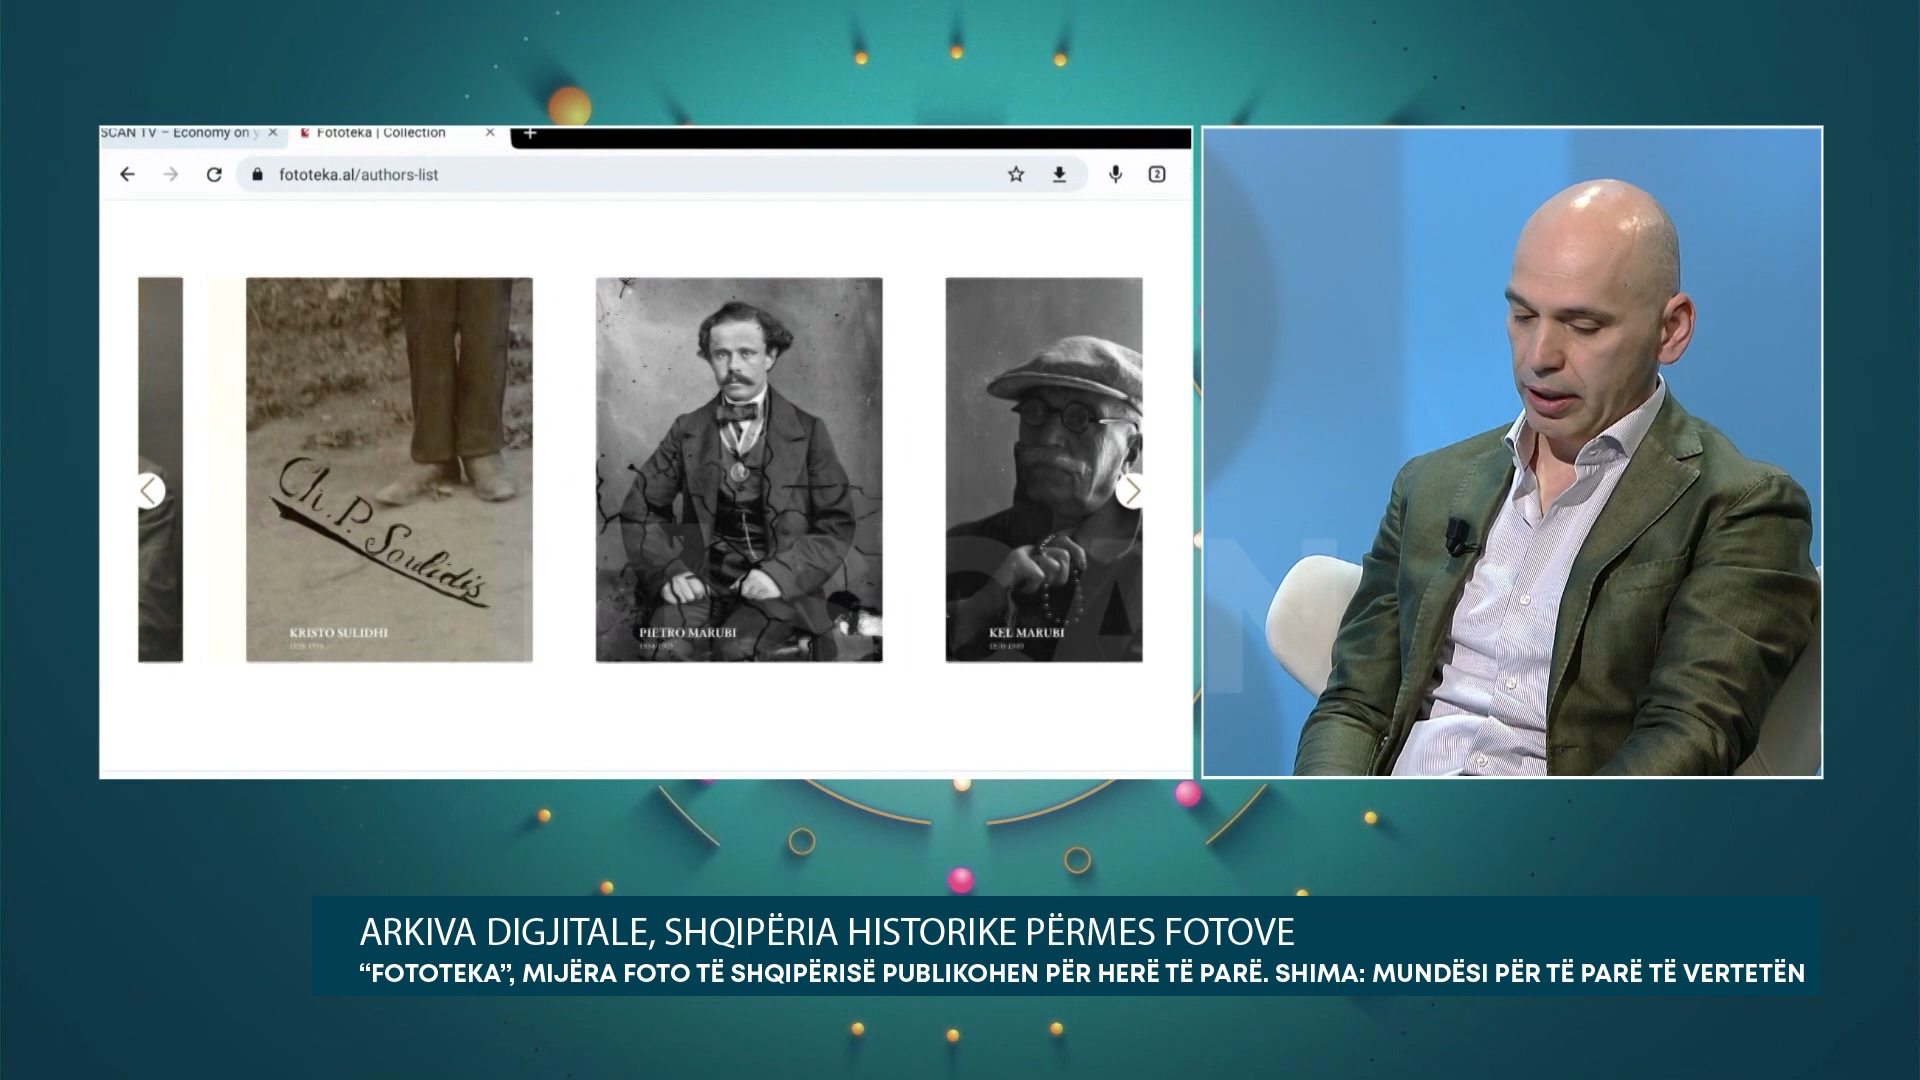 SCAN TV – Economy on y
Fototeka | Collection
fototeka.al/authors-list
2
Ch. P. Soulidis
KRISTO SULIDHI
PIETRO MARUBI
KEL MARUBI
SCAN
ARKIVA DIGJITALE, SHQIPËRIA HISTORIKE PËRMES FOTOVE
“FOTOTEKA”, MIJËRA FOTO TË SHQIPËRISË PUBLIKOHEN PËR HERË TË PARË. SHIMA: MUNDËSI PËR TË PARË TË VERTETËN